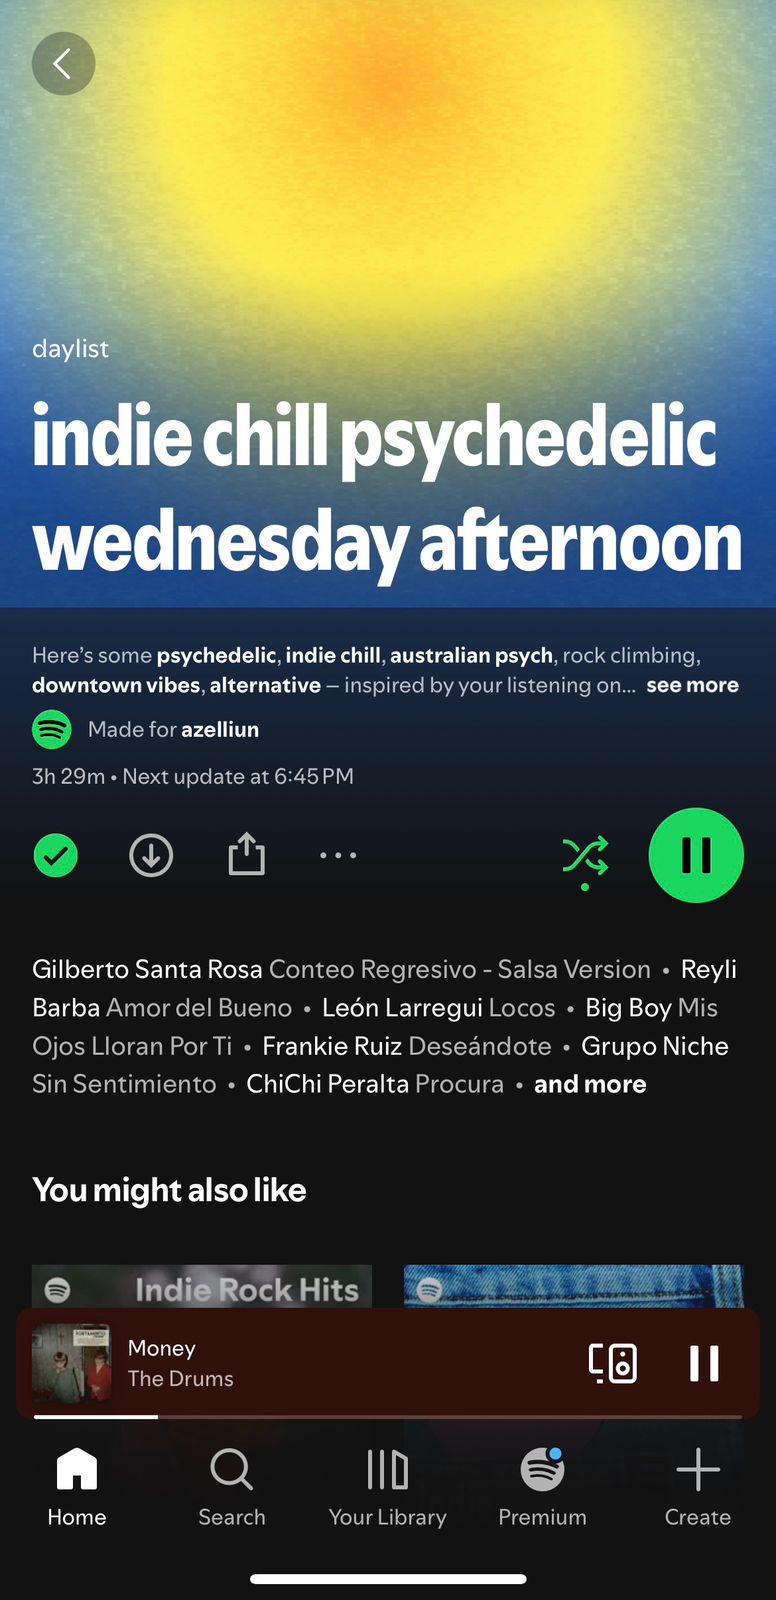 daylist
indie chill psychedelic
wednesday afternoon
Here's some psychedelic, indie chill, australian psych, rock climbing,
downtown vibes, alternative – inspired by your listening on... see more
Made for azelliun
3h 29m • Next update at 6:45 PM
Gilberto Santa Rosa Conteo Regresivo - Salsa Version • Reyli
Barba Amor del Bueno • León Larregui Locos • Big Boy Mis
Ojos Lloran Por Ti • Frankie Ruiz Deseándote • Grupo Niche
Sin Sentimiento • ChiChi Peralta Procura • and more
You might also like
Indie Rock Hits
PORTAMENTO
Money
The Drums
Home
Search
Your Library
Premium
Create